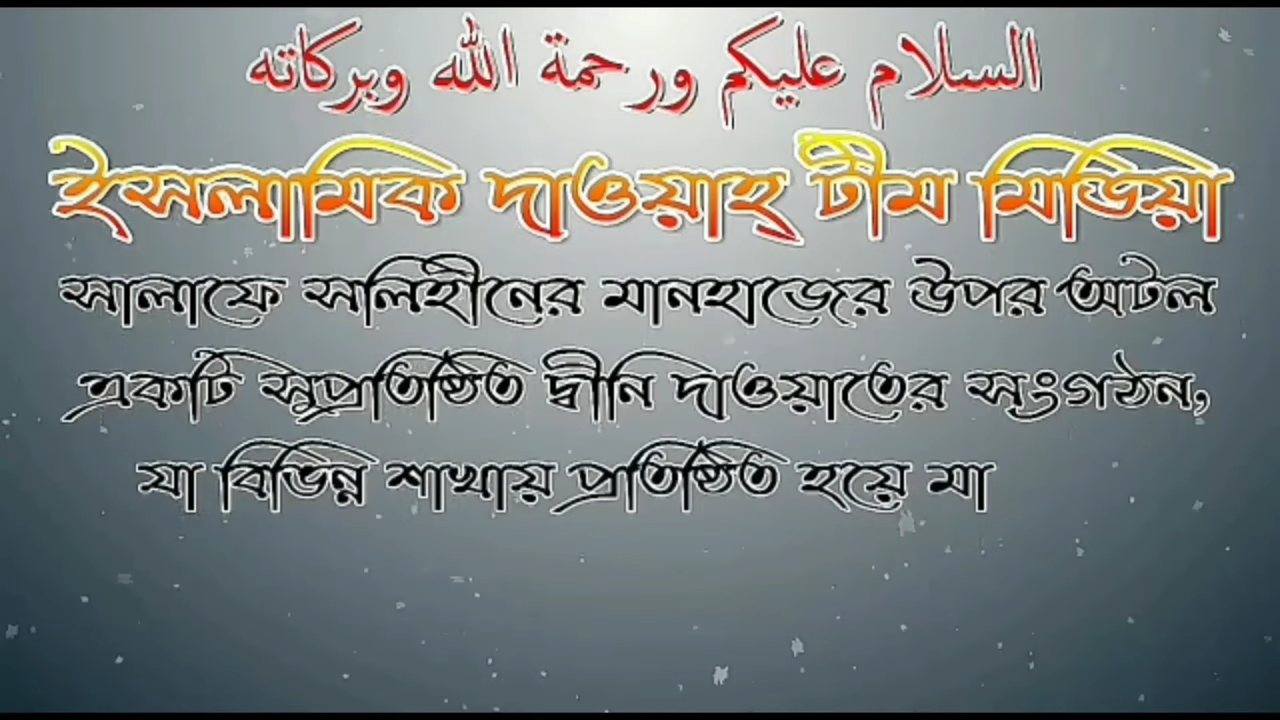 السلام عليكم ورحمة الله وبركاته
ইসলামিক দাওয়াহ্ টীম মিডিয়া
সালাফে সলিহীনের মানহাজের উপর অটল
একটি সুপ্রতিষ্ঠিত দ্বীনি দাওয়াতের সংগঠন,
যা বিভিন্ন শাখায় প্রতিষ্ঠিত হয়ে মা